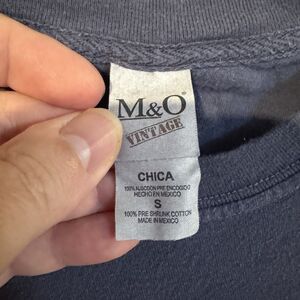 M&O
VINTAGE
CHICA
100% ALGODON PRE ENCOGIDO
HECHO EN MEXICO
S
100% PRE SHRUNK COTTON
MADE IN MEXICO